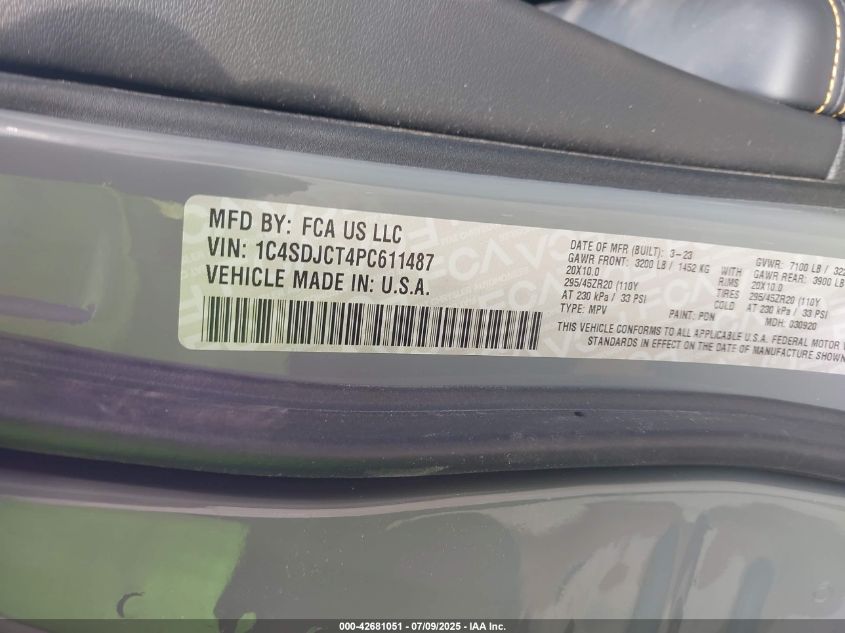 MFD BY: FCA US LLC
VIN: 1C4SDJCT4PC611487
VEHICLE MADE IN: U.S.A.
DATE OF MFR (BUILT): 3-23
GAWR FRONT: 3200 LB / 1452 KG WITH
20X10.0 RIMS
295/45ZR20 (110Y TIRES
AT 230 kPa / 33 PSI COLD
TYPE: MPV PAINT: PDN
GVWR: 7100 LB / 322
GAWR REAR: 3900 LB
20X10.0
295/45ZR20 (110Y
AT 230 kPa / 33 PSI
MDH: 030920
THIS VEHICLE CONFORMS TO ALL APPLICABLE U.S.A. FEDERAL MOTOR V
STANDARDS IN EFFECT ON THE DATE OF MANUFACTURE SHOWN
000-42681051 / 07/09/2025 - IAA Inc.